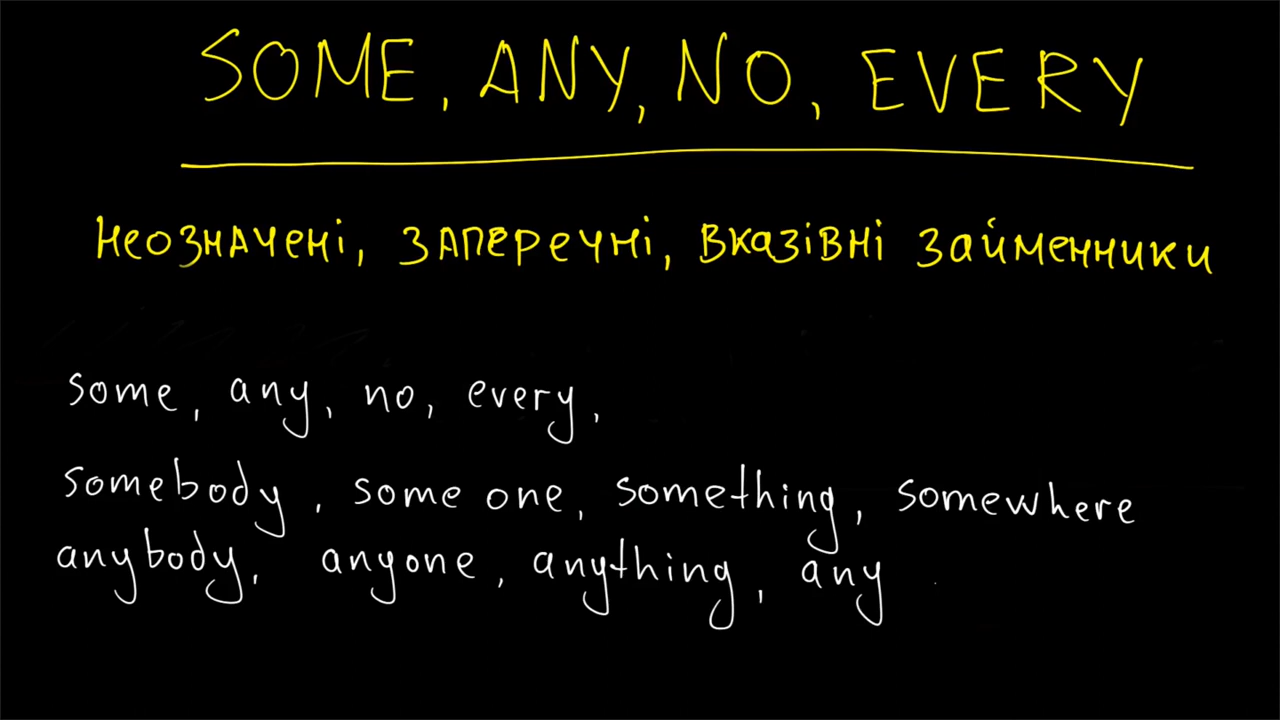 SOME, ANY, NO, EVERY
неозначені, заперечні, вказівні займенники
some, any, no, every,
somebody, some one, something, somewhere
anybody, anyone, anything, any